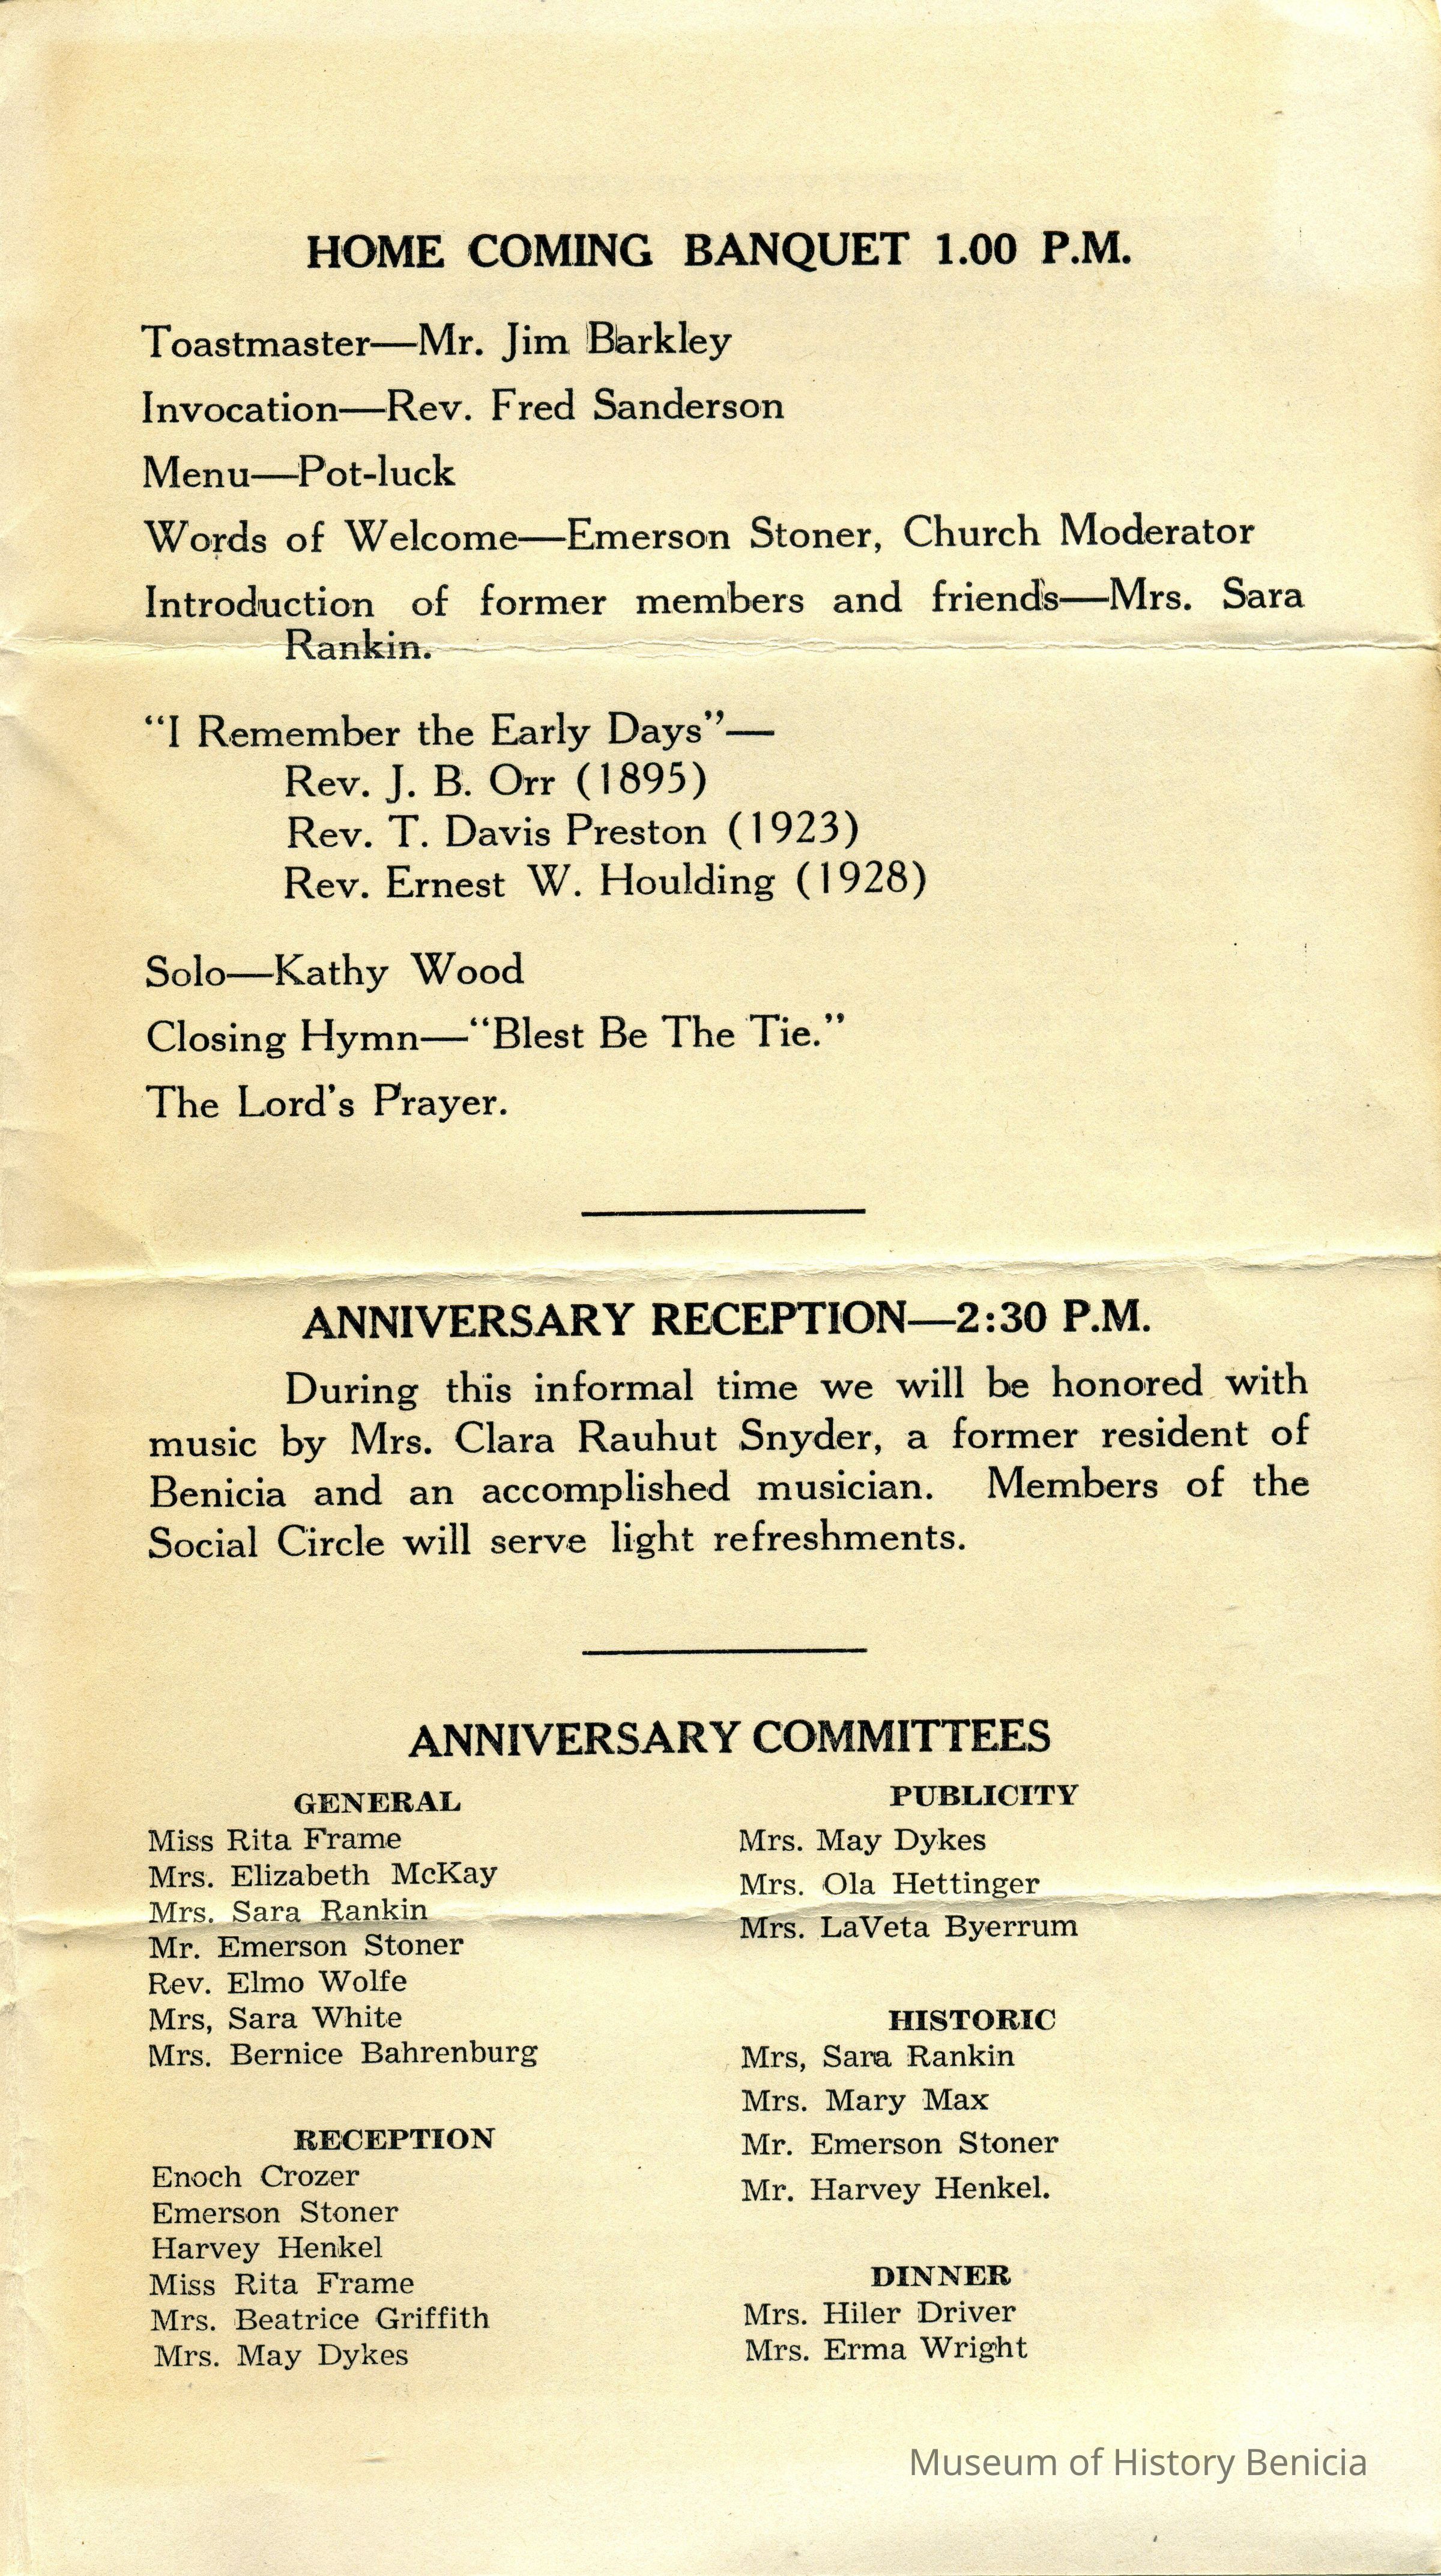 HOME COMING BANQUET 1.00 P.M.
Toastmaster—Mr. Jim Barkley
Invocation—Rev. Fred Sanderson
Menu—Pot-luck
Words of Welcome—Emerson Stoner, Church Moderator
Introduction of former members and friends—Mrs. Sara
Rankin.
“I Remember the Early Days”—
Rev. J. B. Orr (1895)
Rev. T. Davis Preston (1923)
Rev. Ernest W. Houlding (1928)
Solo—Kathy Wood
Closing Hymn—“Blest Be The Tie.”
The Lord's Prayer.
ANNIVERSARY RECEPTION—2:30 P.M.
During this informal time we will be honored with
music by Mrs. Clara Rauhut Snyder, a former resident of
Benicia and an accomplished musician. Members of the
Social Circle will serve light refreshments.
ANNIVERSARY COMMITTEES
GENERAL
Miss Rita Frame
Mrs. Elizabeth McKay
Mrs. Sara Rankin
Mr. Emerson Stoner
Rev. Elmo Wolfe
Mrs, Sara White
Mrs. Bernice Bahrenburg
RECEPTION
Enoch Crozer
Emerson Stoner
Harvey Henkel
Miss Rita Frame
Mrs. Beatrice Griffith
Mrs. May Dykes
PUBLICITY
Mrs. May Dykes
Mrs. Ola Hettinger
Mrs. LaVeta Byerrum
HISTORIC
Mrs, Sara Rankin
Mrs. Mary Max
Mr. Emerson Stoner
Mr. Harvey Henkel.
DINNER
Mrs. Hiler Driver
Mrs. Erma Wright
Museum of History Benicia